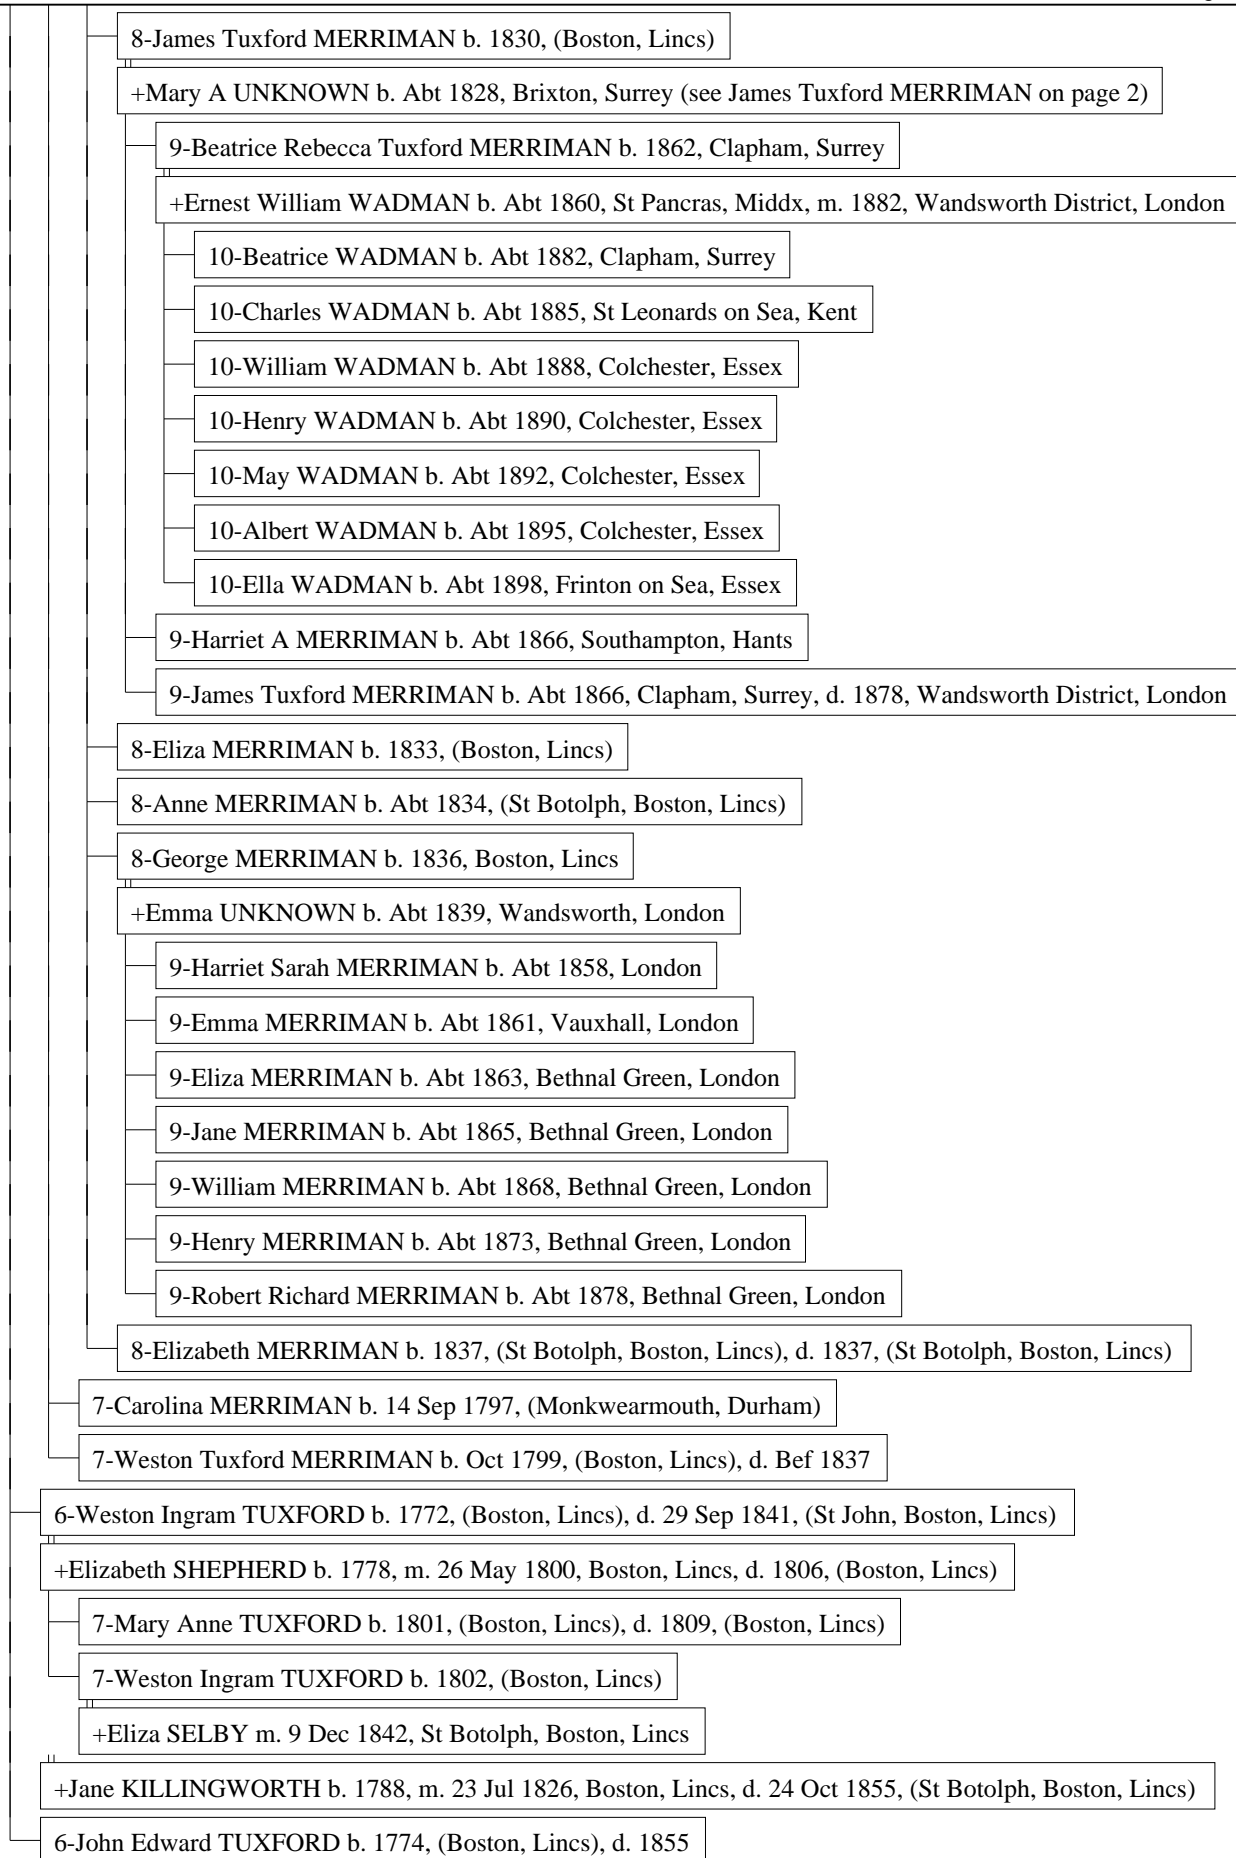 8-James Tuxford MERRIMAN b. 1830, (Boston, Lincs)
+Mary A UNKNOWN b. Abt 1828, Brixton, Surrey (see James Tuxford MERRIMAN on page 2)
9-Beatrice Rebecca Tuxford MERRIMAN b. 1862, Clapham, Surrey
+Ernest William WADMAN b. Abt 1860, St Pancras, Middx, m. 1882, Wandsworth District, London
10-Beatrice WADMAN b. Abt 1882, Clapham, Surrey
10-Charles WADMAN b. Abt 1885, St Leonards on Sea, Kent
10-William WADMAN b. Abt 1888, Colchester, Essex
10-Henry WADMAN b. Abt 1890, Colchester, Essex
10-May WADMAN b. Abt 1892, Colchester, Essex
10-Albert WADMAN b. Abt 1895, Colchester, Essex
10-Ella WADMAN b. Abt 1898, Frinton on Sea, Essex
9-Harriet A MERRIMAN b. Abt 1866, Southampton, Hants
9-James Tuxford MERRIMAN b. Abt 1866, Clapham, Surrey, d. 1878, Wandsworth District, London
8-Eliza MERRIMAN b. 1833, (Boston, Lincs)
8-Anne MERRIMAN b. Abt 1834, (St Botolph, Boston, Lincs)
8-George MERRIMAN b. 1836, Boston, Lincs
+Emma UNKNOWN b. Abt 1839, Wandsworth, London
9-Harriet Sarah MERRIMAN b. Abt 1858, London
9-Emma MERRIMAN b. Abt 1861, Vauxhall, London
9-Eliza MERRIMAN b. Abt 1863, Bethnal Green, London
9-Jane MERRIMAN b. Abt 1865, Bethnal Green, London
9-William MERRIMAN b. Abt 1868, Bethnal Green, London
9-Henry MERRIMAN b. Abt 1873, Bethnal Green, London
9-Robert Richard MERRIMAN b. Abt 1878, Bethnal Green, London
8-Elizabeth MERRIMAN b. 1837, (St Botolph, Boston, Lincs), d. 1837, (St Botolph, Boston, Lincs)
7-Carolina MERRIMAN b. 14 Sep 1797, (Monkwearmouth, Durham)
7-Weston Tuxford MERRIMAN b. Oct 1799, (Boston, Lincs), d. Bef 1837
6-Weston Ingram TUXFORD b. 1772, (Boston, Lincs), d. 29 Sep 1841, (St John, Boston, Lincs)
+Elizabeth SHEPHERD b. 1778, m. 26 May 1800, Boston, Lincs, d. 1806, (Boston, Lincs)
7-Mary Anne TUXFORD b. 1801, (Boston, Lincs), d. 1809, (Boston, Lincs)
7-Weston Ingram TUXFORD b. 1802, (Boston, Lincs)
+Eliza SELBY m. 9 Dec 1842, St Botolph, Boston, Lincs
+Jane KILLINGWORTH b. 1788, m. 23 Jul 1826, Boston, Lincs, d. 24 Oct 1855, (St Botolph, Boston, Lincs)
6-John Edward TUXFORD b. 1774, (Boston, Lincs), d. 1855